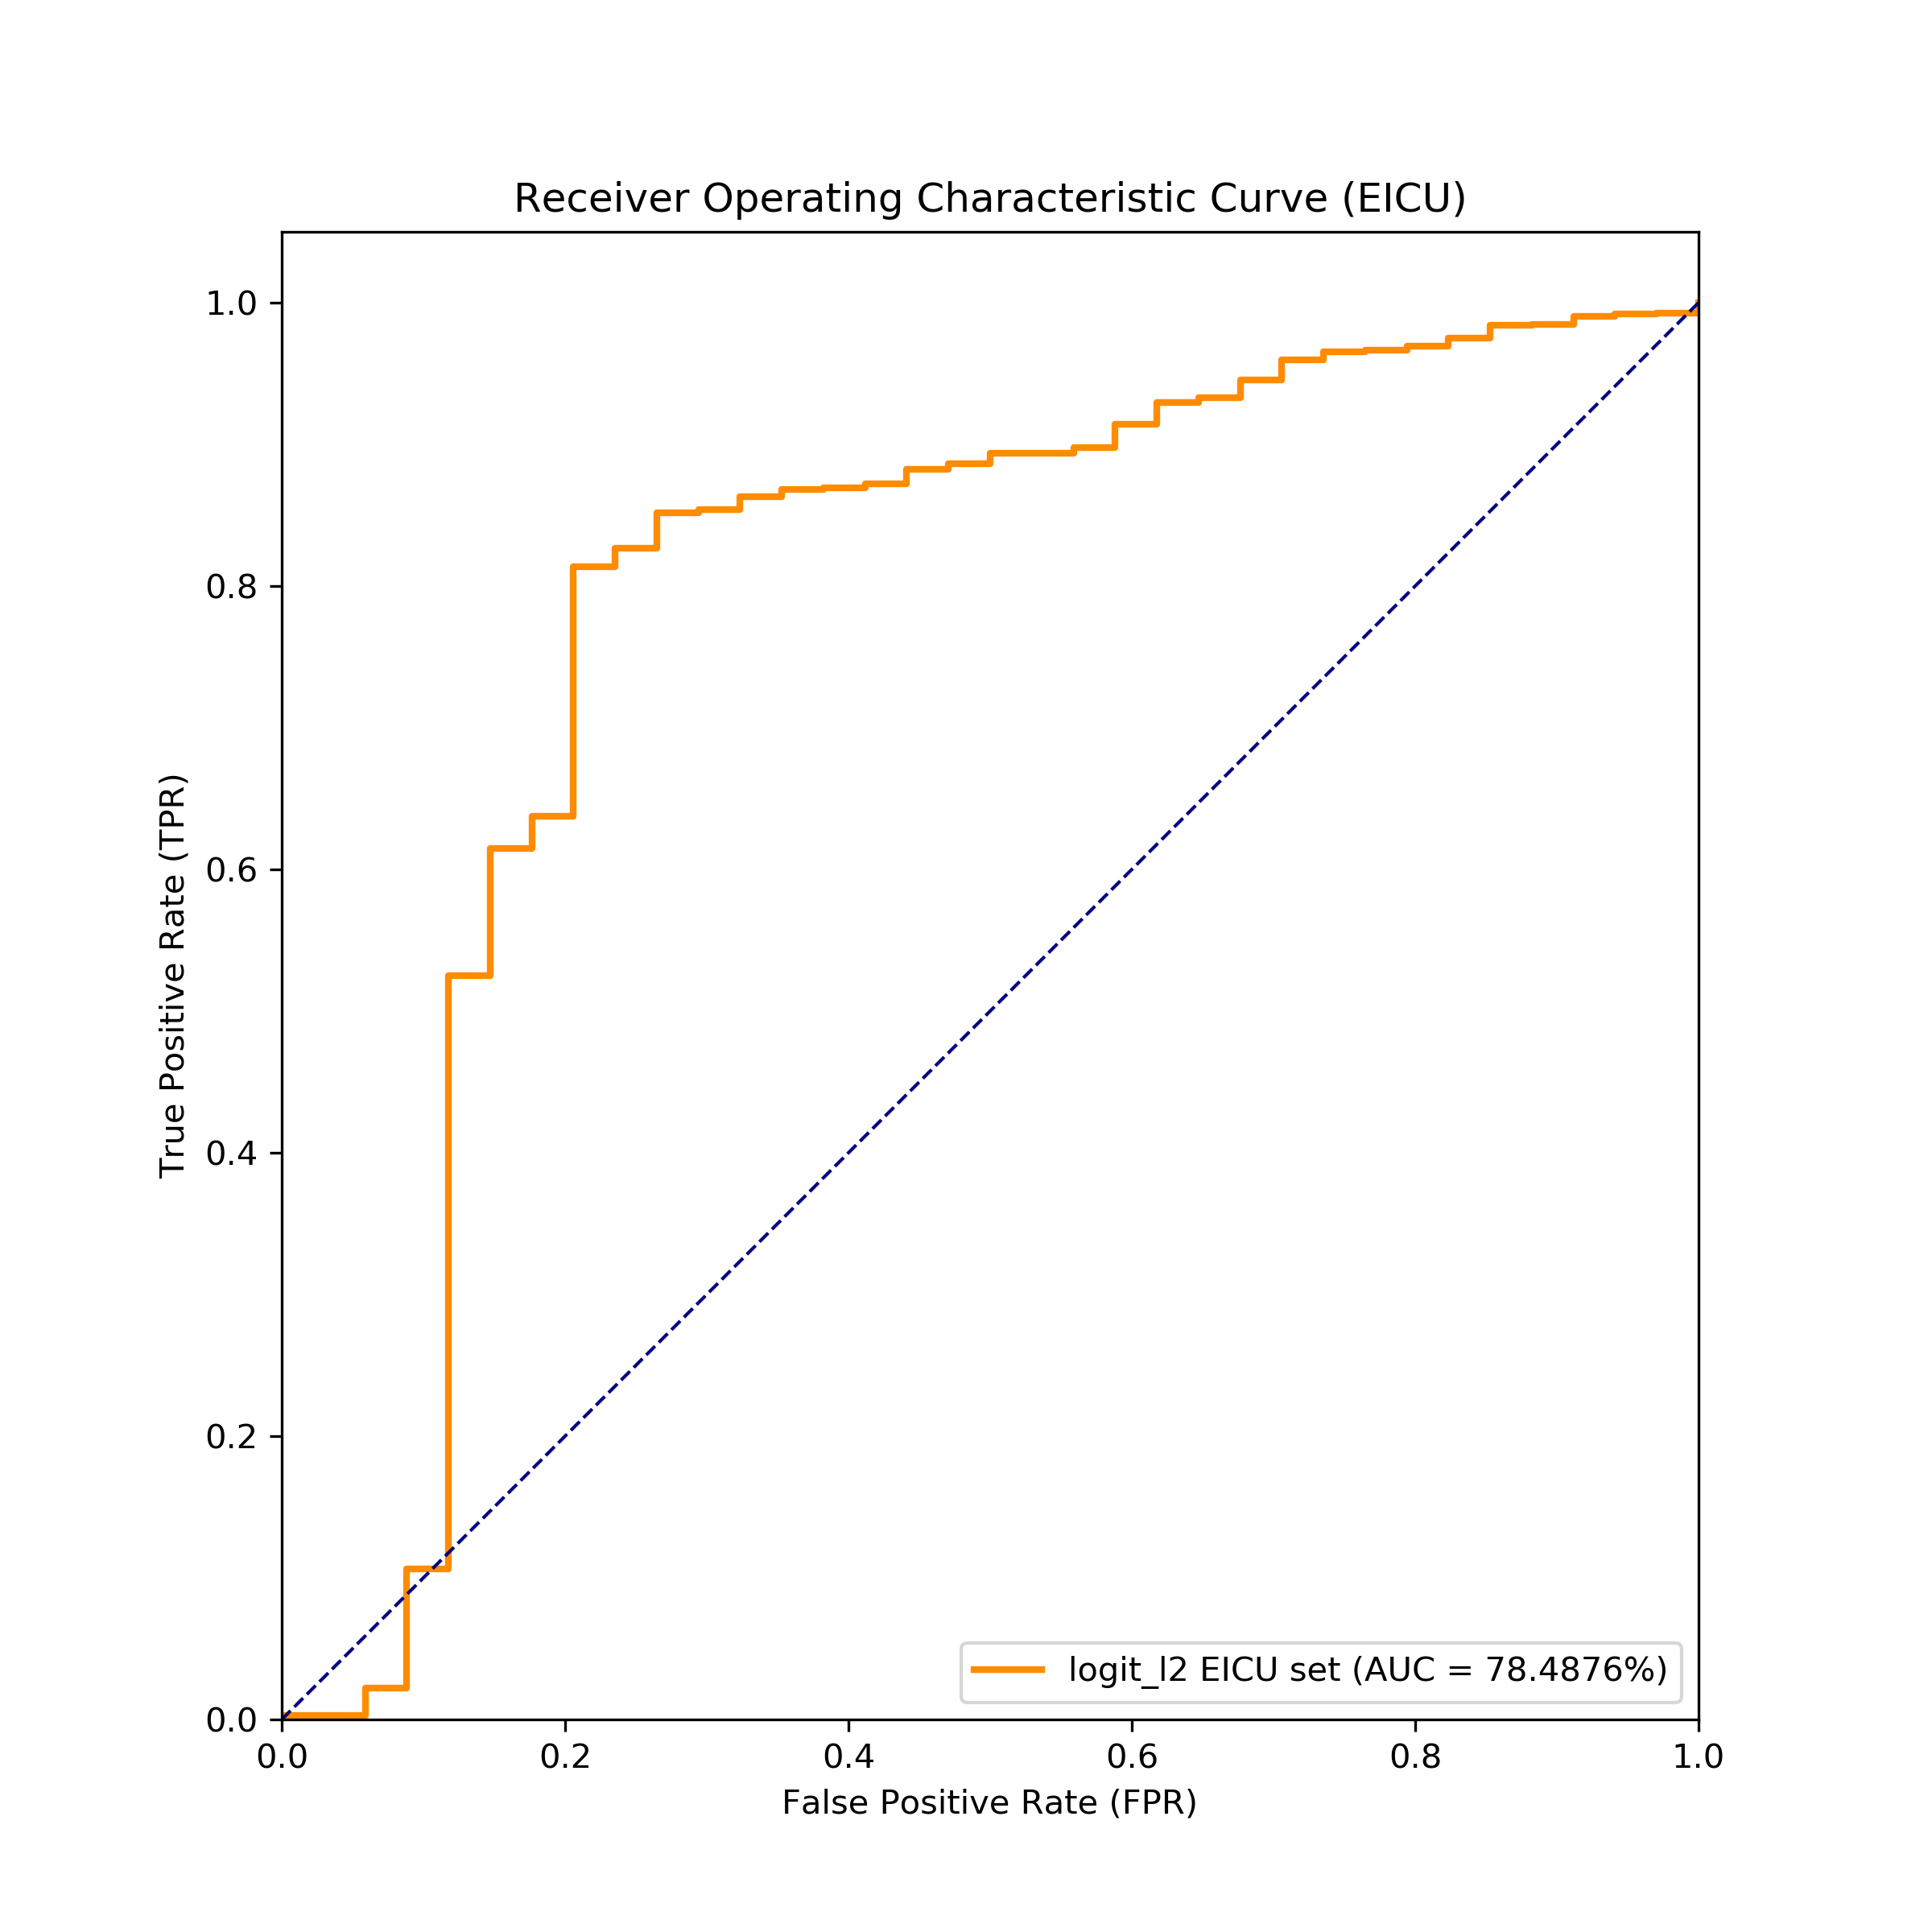 Receiver Operating Characteristic Curve (EICU)
1.0
0.8
0.6
0.4
0.2
0.0
True Positive Rate (TPR)
logit_l2 EICU set (AUC = 78.4876%)
0.0 0.2 0.4 0.6 0.8 1.0
False Positive Rate (FPR)